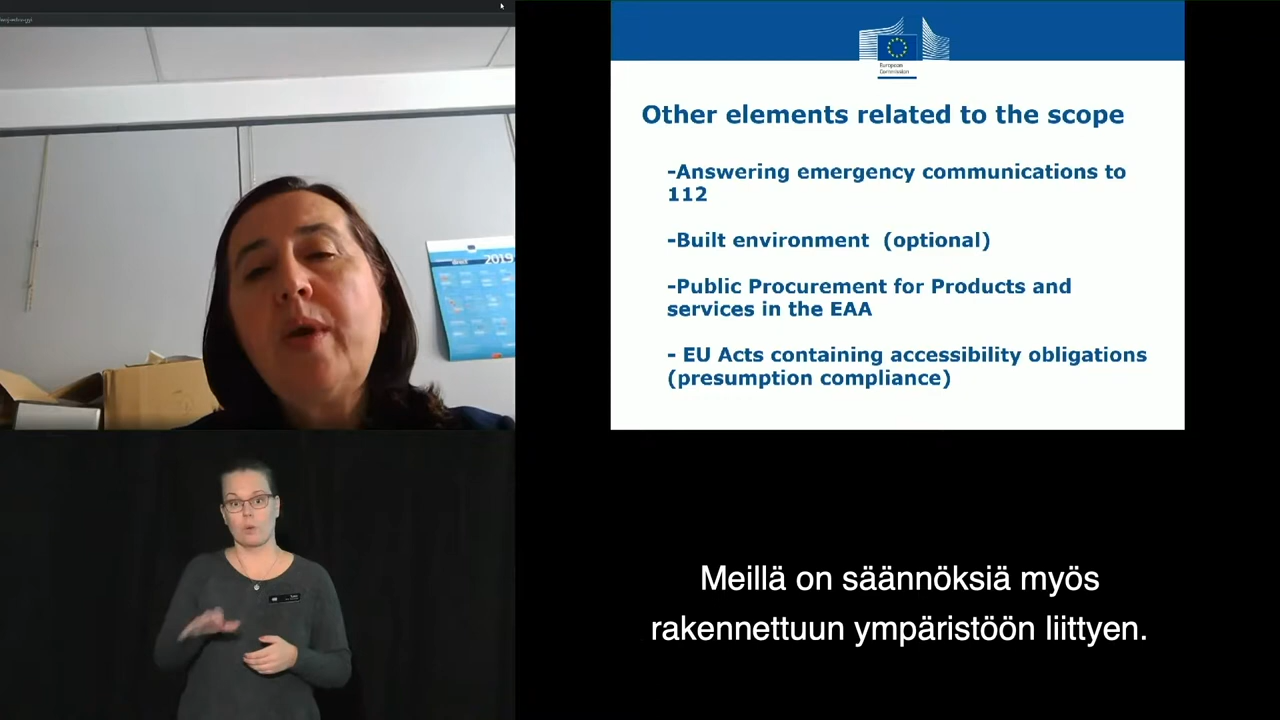 European
Commission
Other elements related to the scope
-Answering emergency communications to
112
-Built environment (optional)
-Public Procurement for Products and
services in the EAA
- EU Acts containing accessibility obligations
(presumption compliance)
2019
Meillä on säännöksiä myös
rakennettuun ympäristöön liittyen.